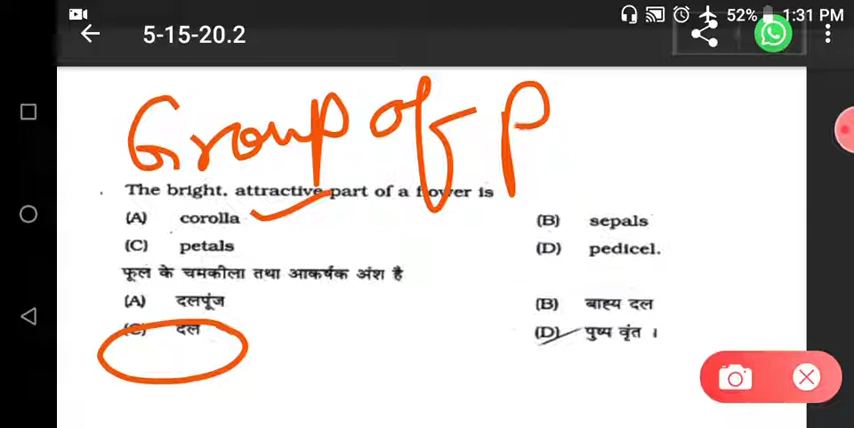 52% 1:31 PM
5-15-20.2
Group of P
The bright, attractive part of a flower is
(A) corolla (B) sepals
(C) petals (D) pedicel.
फूल के चमकीला तथा आकर्षक अंश है
(A) दलपूंज (B) बाह्य दल
(C) दल (D) पुष्प वृंत ।